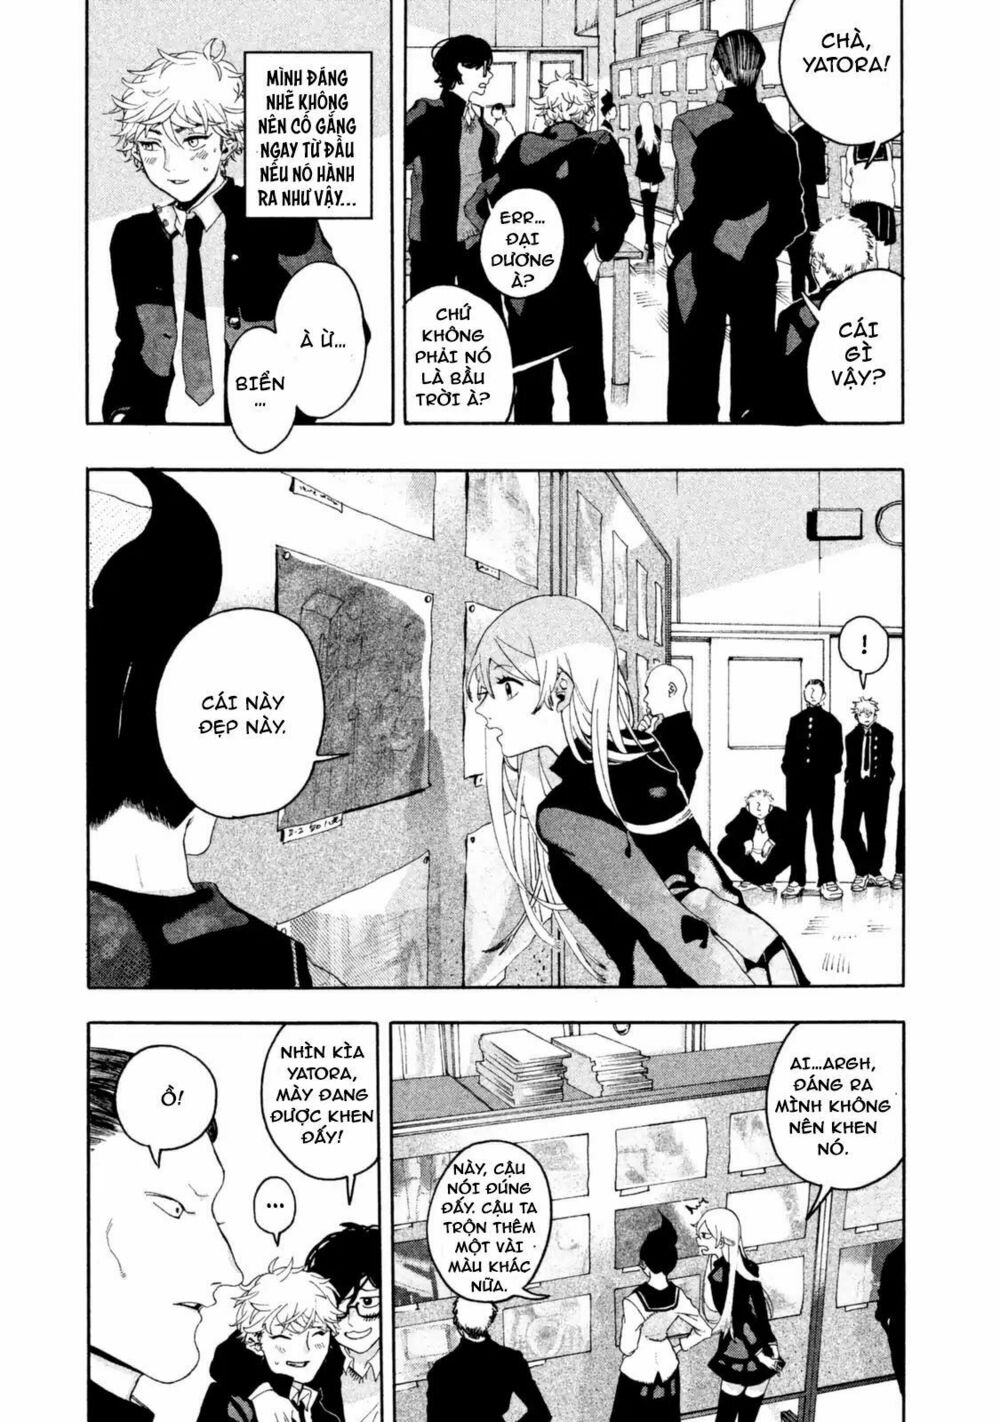 CHÀ,
YATORA!
ERR...
ĐẠI
DƯƠNG
À?
CHỨ
KHÔNG
PHẢI NÓ
LÀ BẦU
TRỜI À?
CÁI
GÌ
VẬY?
MÌNH ĐÁNG
NHẼ KHÔNG
NÊN CỐ GẮNG
NGAY TỪ ĐẦU
NẾU NÓ HÀNH
RA NHƯ VẬY...
À Ừ...
BIỂN
...
CÁI NÀY
ĐẸP NÀY.
!
AI...ARGH,
ĐÁNG RA
MÌNH KHÔNG
NÊN KHEN
NÓ.
NÀY, CẬU
NÓI ĐÚNG
ĐẤY. CẬU TA
TRỘN THÊM
MỘT VÀI
MÀU KHÁC
NỮA.
NHÌN KÌA
YATORA,
MÀY ĐANG
ĐƯỢC KHEN
ĐẤY!
Ồ!
...